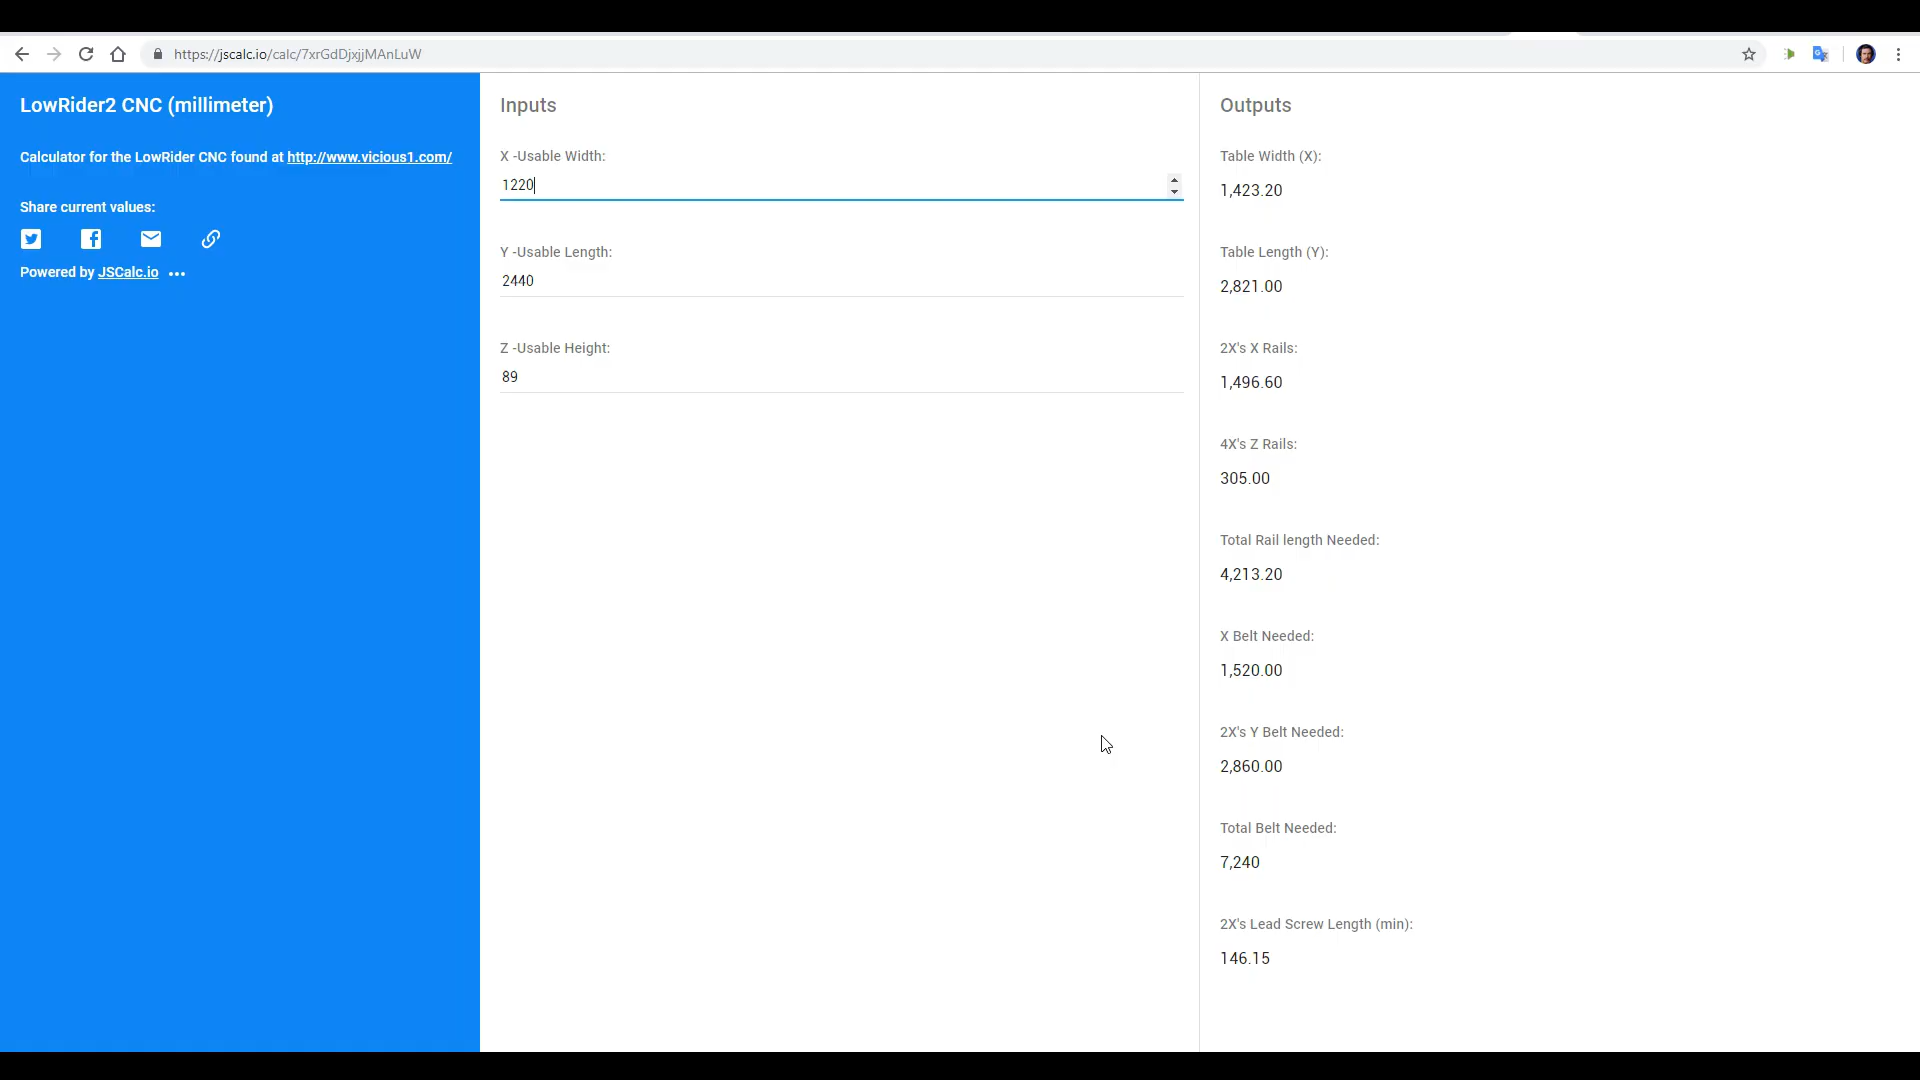 https://jscalc.io/calc/7xrGdDjxjjMAnLuW
LowRider2 CNC (millimeter)
Calculator for the LowRider CNC found at http://www.vicious1.com/
Share current values:
Powered by JSCalc.io
Inputs
X -Usable Width:
1220
Y -Usable Length:
2440
Z -Usable Height:
89
Outputs
Table Width (X):
1,423.20
Table Length (Y):
2,821.00
2X's X Rails:
1,496.60
4X's Z Rails:
305.00
Total Rail length Needed:
4,213.20
X Belt Needed:
1,520.00
2X's Y Belt Needed:
2,860.00
Total Belt Needed:
7,240
2X's Lead Screw Length (min):
146.15